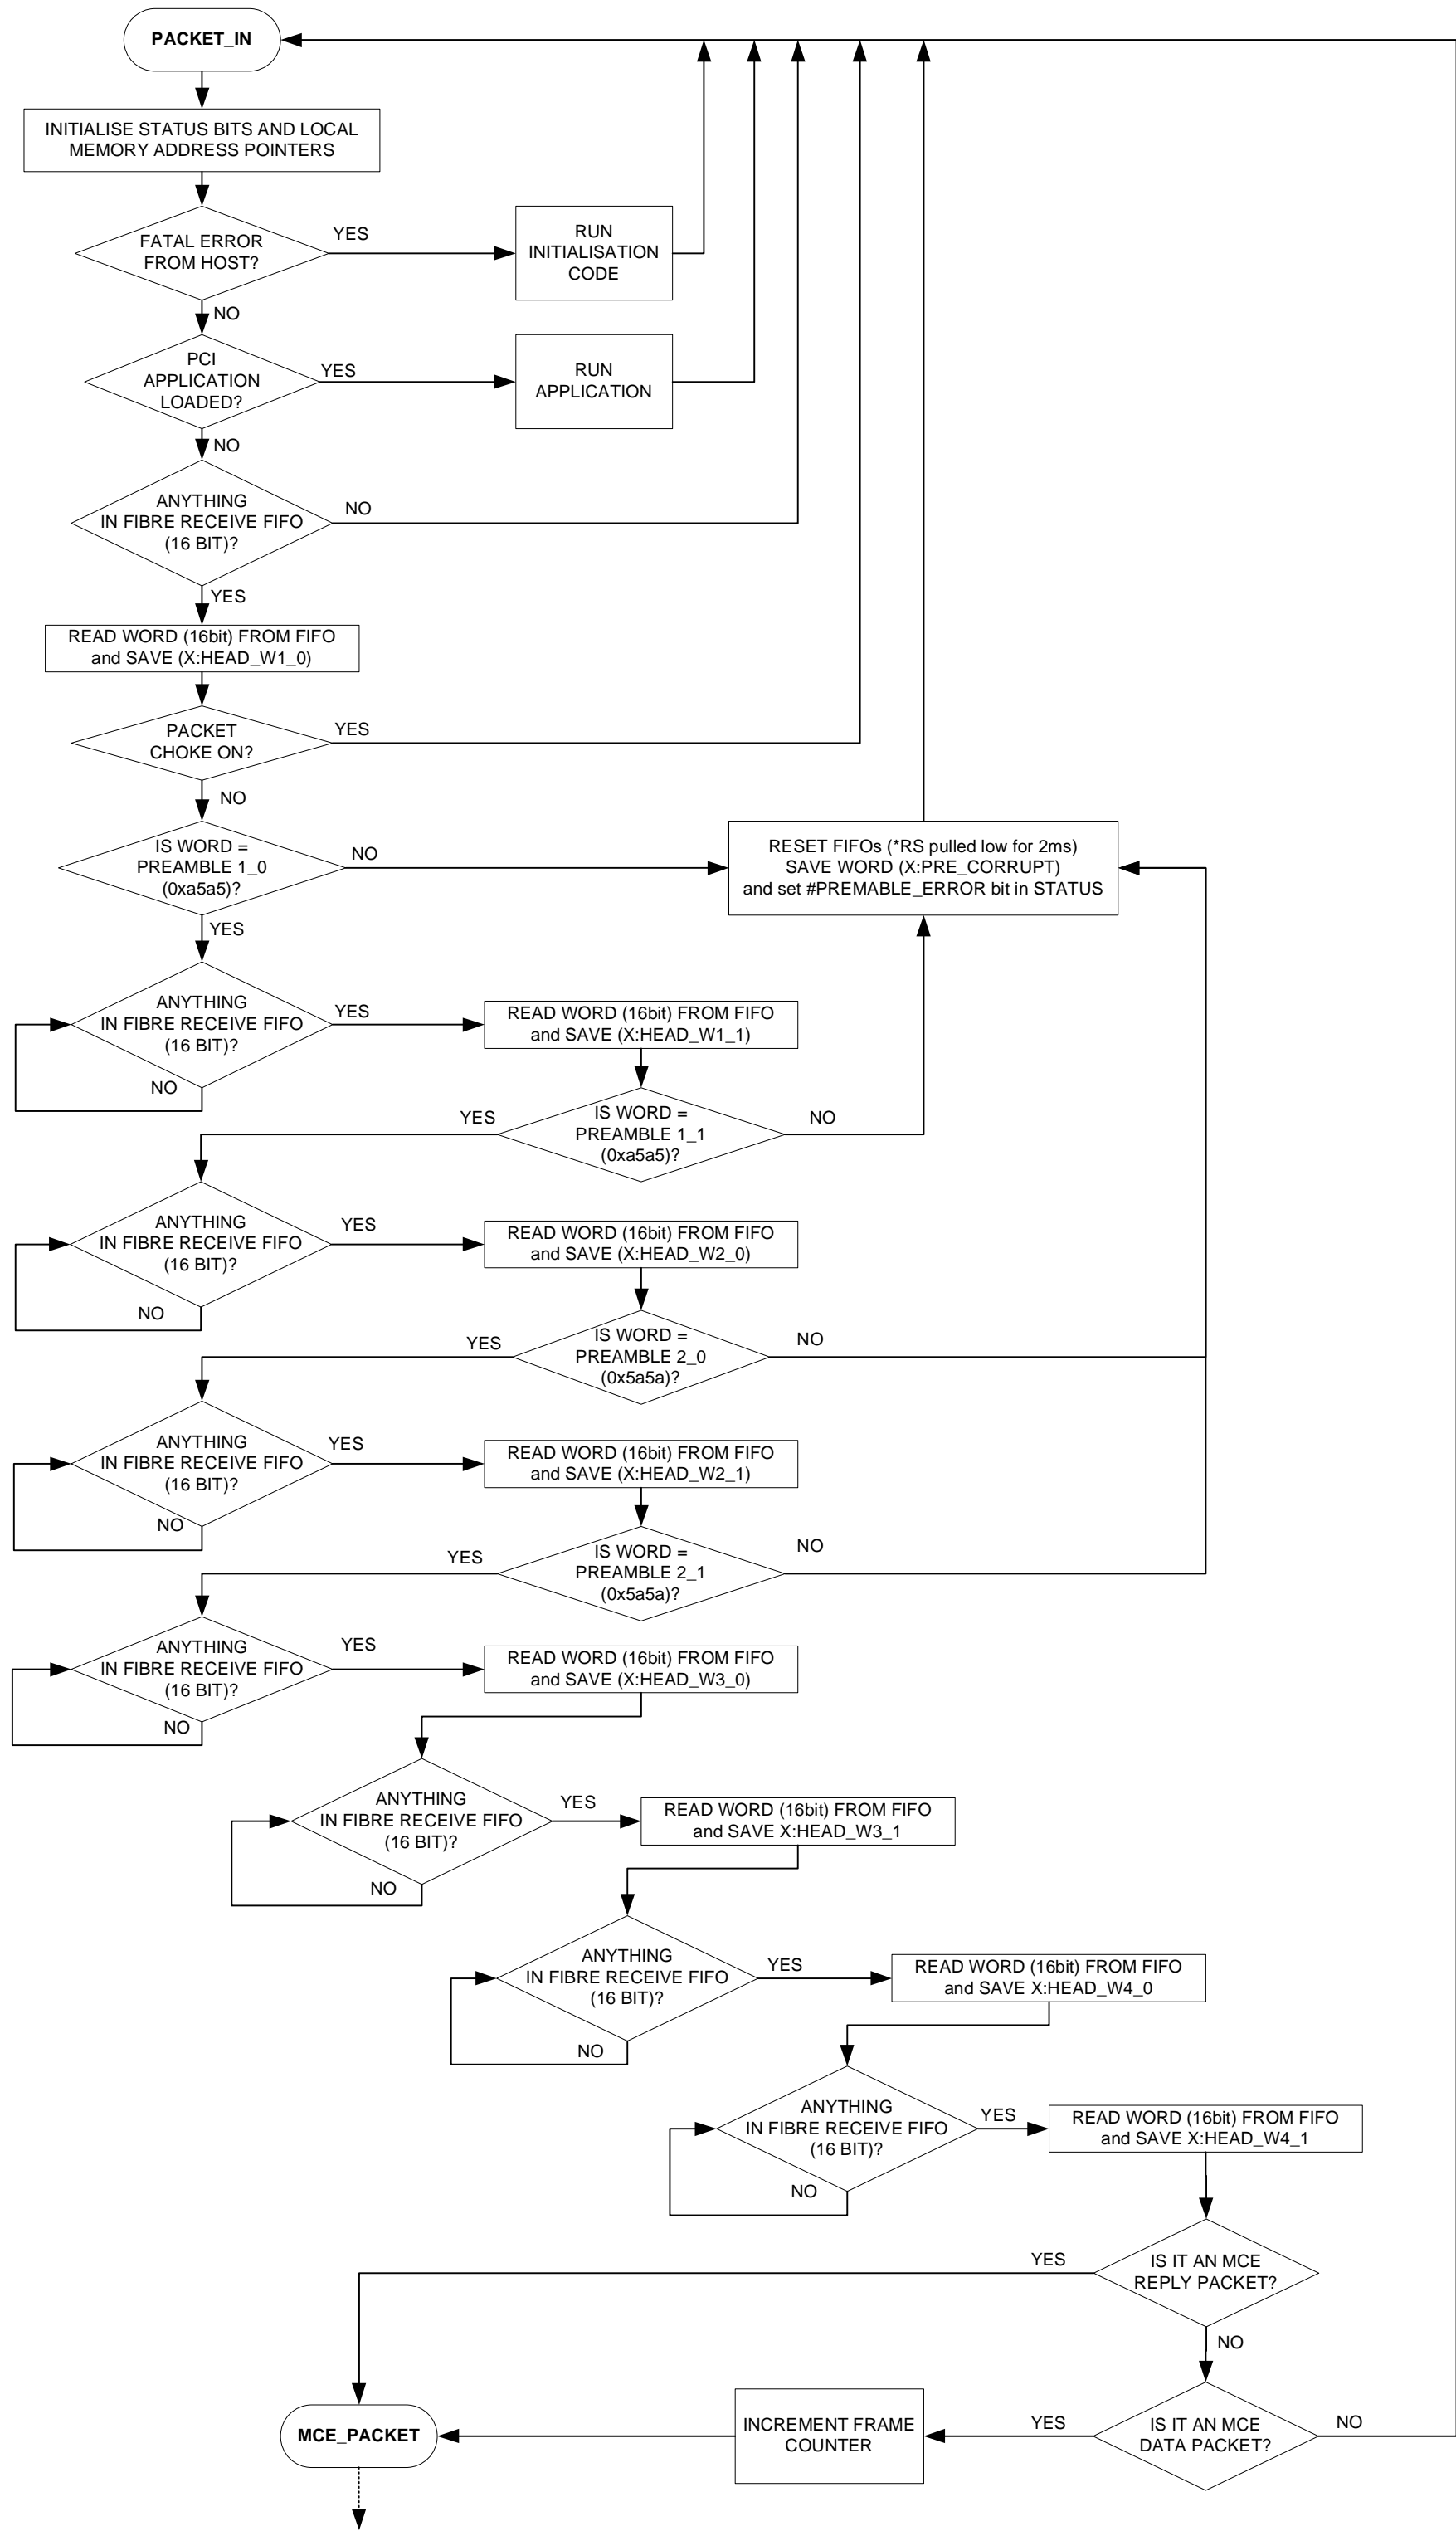 PACKET_IN
INITIALISE STATUS BITS AND LOCAL
MEMORY ADDRESS POINTERS
FATAL ERROR
FROM HOST?
YES
RUN
INITIALISATION
CODE
NO
PCI
APPLICATION
LOADED?
YES
RUN
APPLICATION
NO
ANYTHING
IN FIBRE RECEIVE FIFO
(16 BIT)?
NO
YES
READ WORD (16bit) FROM FIFO
and SAVE (X:HEAD_W1_0)
PACKET
CHOKE ON?
YES
NO
IS WORD =
PREAMBLE 1_0
(0xa5a5)?
NO
RESET FIFOs (*RS pulled low for 2ms)
SAVE WORD (X:PRE_CORRUPT)
and set #PREMABLE_ERROR bit in STATUS
YES
ANYTHING
IN FIBRE RECEIVE FIFO
(16 BIT)?
YES
NO
READ WORD (16bit) FROM FIFO
and SAVE (X:HEAD_W1_1)
YES
IS WORD =
PREAMBLE 1_1
(0xa5a5)?
NO
ANYTHING
IN FIBRE RECEIVE FIFO
(16 BIT)?
YES
NO
READ WORD (16bit) FROM FIFO
and SAVE (X:HEAD_W2_0)
YES
IS WORD =
PREAMBLE 2_0
(0x5a5a)?
NO
ANYTHING
IN FIBRE RECEIVE FIFO
(16 BIT)?
YES
NO
READ WORD (16bit) FROM FIFO
and SAVE (X:HEAD_W2_1)
YES
IS WORD =
PREAMBLE 2_1
(0x5a5a)?
NO
ANYTHING
IN FIBRE RECEIVE FIFO
(16 BIT)?
YES
NO
READ WORD (16bit) FROM FIFO
and SAVE (X:HEAD_W3_0)
ANYTHING
IN FIBRE RECEIVE FIFO
(16 BIT)?
YES
NO
READ WORD (16bit) FROM FIFO
and SAVE X:HEAD_W3_1
ANYTHING
IN FIBRE RECEIVE FIFO
(16 BIT)?
YES
NO
READ WORD (16bit) FROM FIFO
and SAVE X:HEAD_W4_0
ANYTHING
IN FIBRE RECEIVE FIFO
(16 BIT)?
YES
NO
READ WORD (16bit) FROM FIFO
and SAVE X:HEAD_W4_1
YES
IS IT AN MCE
REPLY PACKET?
NO
MCE_PACKET
INCREMENT FRAME
COUNTER
YES
IS IT AN MCE
DATA PACKET?
NO